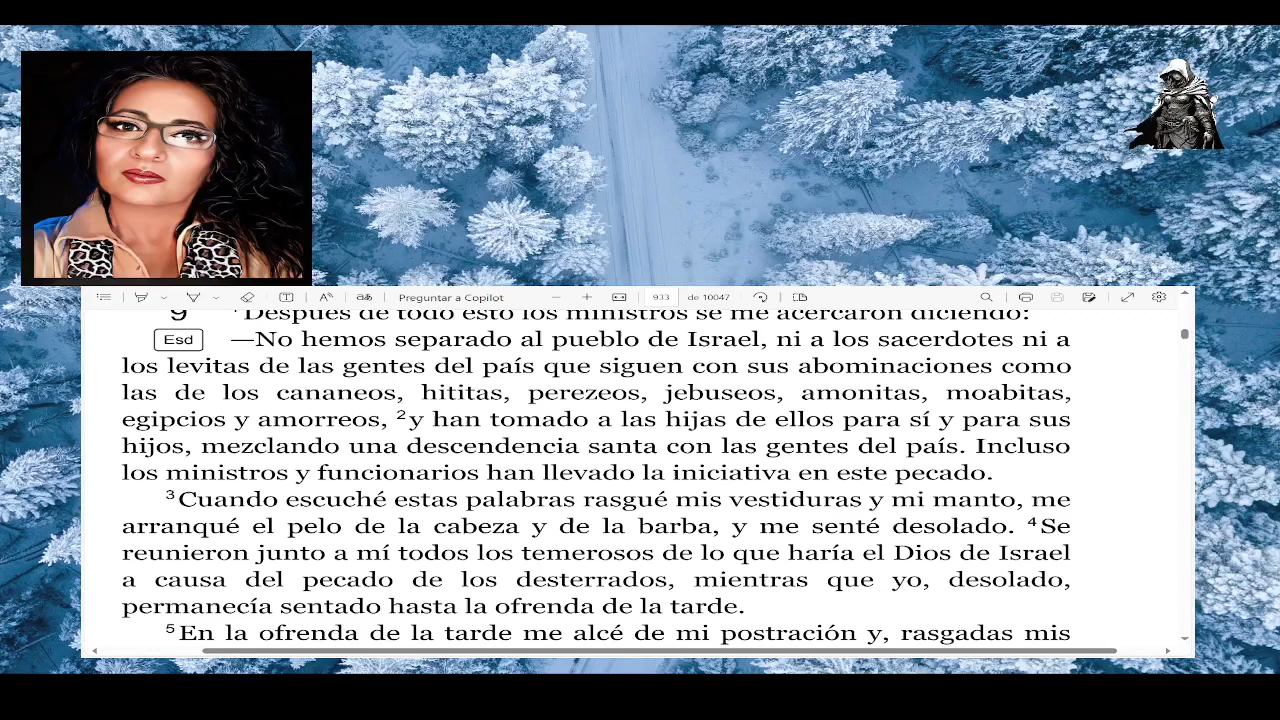 Preguntar a Copilot
933 de 10047
9 ¹Después de todo esto los ministros se me acercaron diciendo:
Esd —No hemos separado al pueblo de Israel, ni a los sacerdotes ni a
los levitas de las gentes del país que siguen con sus abominaciones como
las de los cananeos, hititas, perezeos, jebuseos, amonitas, moabitas,
egipcios y amorreos, ²y han tomado a las hijas de ellos para sí y para sus
hijos, mezclando una descendencia santa con las gentes del país. Incluso
los ministros y funcionarios han llevado la iniciativa en este pecado.
³Cuando escuché estas palabras rasgué mis vestiduras y mi manto, me
arranqué el pelo de la cabeza y de la barba, y me senté desolado. ⁴Se
reunieron junto a mí todos los temerosos de lo que haría el Dios de Israel
a causa del pecado de los desterrados, mientras que yo, desolado,
permanecía sentado hasta la ofrenda de la tarde.
⁵En la ofrenda de la tarde me alcé de mi postración y, rasgadas mis